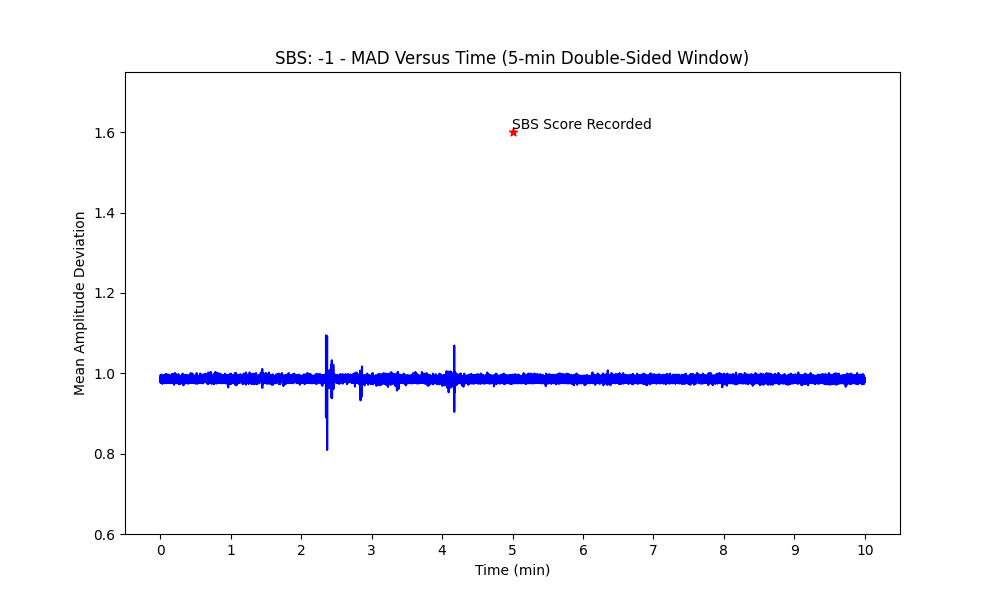 SBS: -1 - MAD Versus Time (5-min Double-Sided Window)
SBS Score Recorded
Mean Amplitude Deviation
1.6
1.4
1.2
1.0
0.8
0.6
0 1 2 3 4 5 6 7 8 9 10
Time (min)